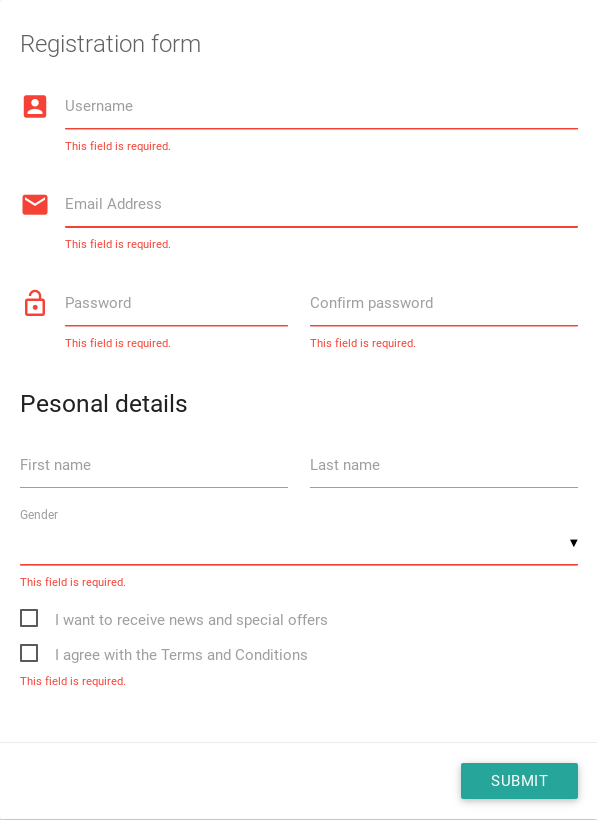 Registration form
Username
This field is required.
Email Address
This field is required.
Password Confirm password
This field is required. This field is required.
Pesonal details
First name Last name
Gender
▼
This field is required.
I want to receive news and special offers
I agree with the Terms and Conditions
This field is required.
SUBMIT